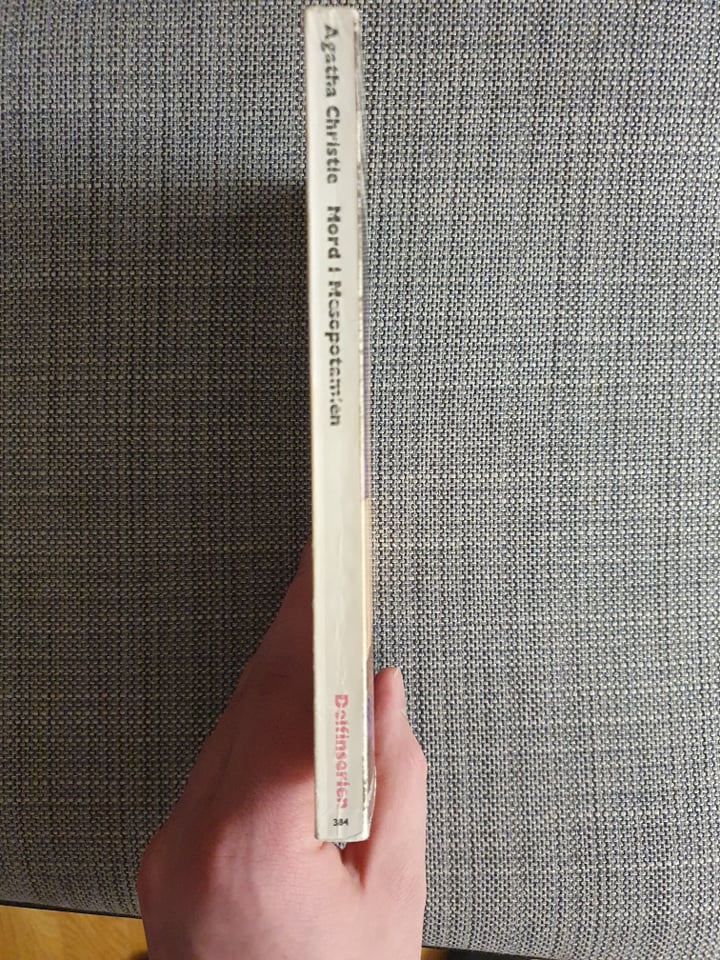 Agatha Christie Mord i Mesopotamien
Delfinserien
384